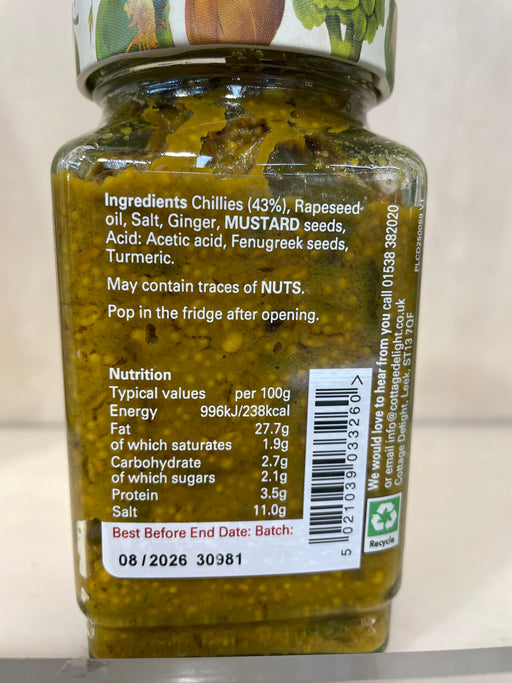 Ingredients Chillies (43%), Rapeseed
oil, Salt, Ginger, MUSTARD seeds,
Acid: Acetic acid, Fenugreek seeds,
Turmeric.
May contain traces of NUTS.
Pop in the fridge after opening.
Nutrition
Typical values per 100g
Energy 996kJ/238kcal
Fat 27.7g
of which saturates 1.9g
Carbohydrate 2.7g
of which sugars 2.1g
Protein 3.5g
Salt 11.0g
Best Before End Date: Batch:
08/2026 30981
5 021039 033260 >
We would love to hear from you call 01538 382020
or email info@cottagedelight.co.uk
Cottage Delight, Leek, ST13 7QF
Recycle
PLCD250059 V1